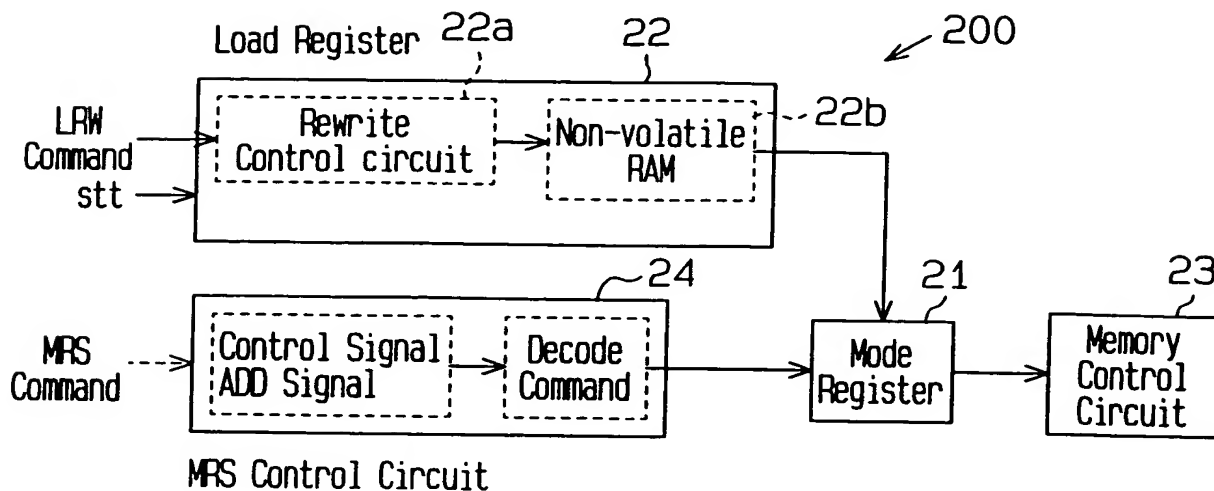 200
Load Register
22a
22
LRW
Command
stt
Rewrite
Control circuit
Non-volatile
RAM
22b
24
21
23
MRS
Command
Control Signal
ADD Signal
Decode
Command
Mode
Register
Memory
Control
Circuit
MRS Control Circuit